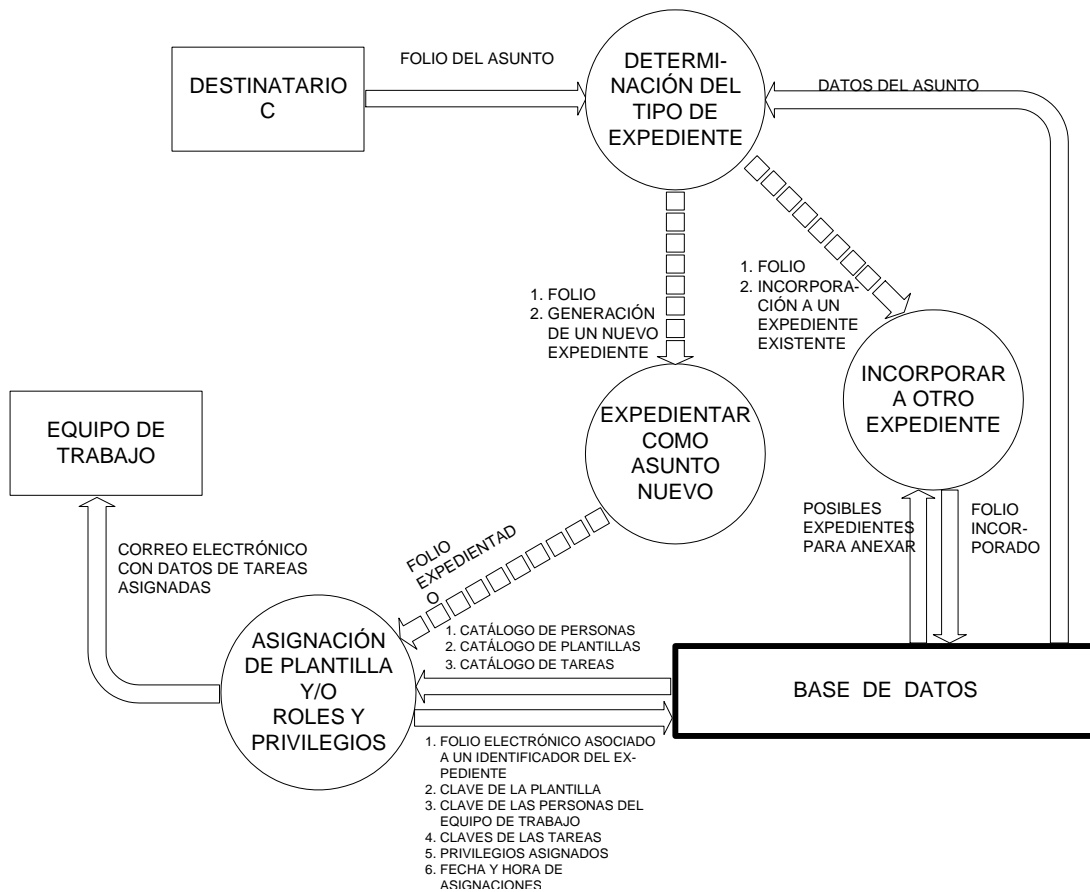 DESTINATARIO
C
FOLIO DEL ASUNTO
DETERMI-
NACIÓN DEL
TIPO DE
EXPEDIENTE
DATOS DEL ASUNTO
1. FOLIO
2. GENERACIÓN
DE UN NUEVO
EXPEDIENTE
1. FOLIO
2. INCORPORA-
CIÓN A UN
EXPEDIENTE
EXISTENTE
EQUIPO DE
TRABAJO
EXPEDIENTAR
COMO
ASUNTO
NUEVO
INCORPORAR
A OTRO
EXPEDIENTE
CORREO ELECTRÓNICO
CON DATOS DE TAREAS
ASIGNADAS
FOLIO
EXPEDIENTAD
O
POSIBLES
EXPEDIENTES
PARA ANEXAR
FOLIO
INCOR-
PORADO
ASIGNACIÓN
DE PLANTILLA
Y/O
ROLES Y
PRIVILEGIOS
1. CATÁLOGO DE PERSONAS
2. CATÁLOGO DE PLANTILLAS
3. CATÁLOGO DE TAREAS
BASE DE DATOS
1. FOLIO ELECTRÓNICO ASOCIADO
A UN IDENTIFICADOR DEL EX-
PEDIENTE
2. CLAVE DE LA PLANTILLA
3. CLAVE DE LAS PERSONAS DEL
EQUIPO DE TRABAJO
4. CLAVES DE LAS TAREAS
5. PRIVILEGIOS ASIGNADOS
6. FECHA Y HORA DE
ASIGNACIONES